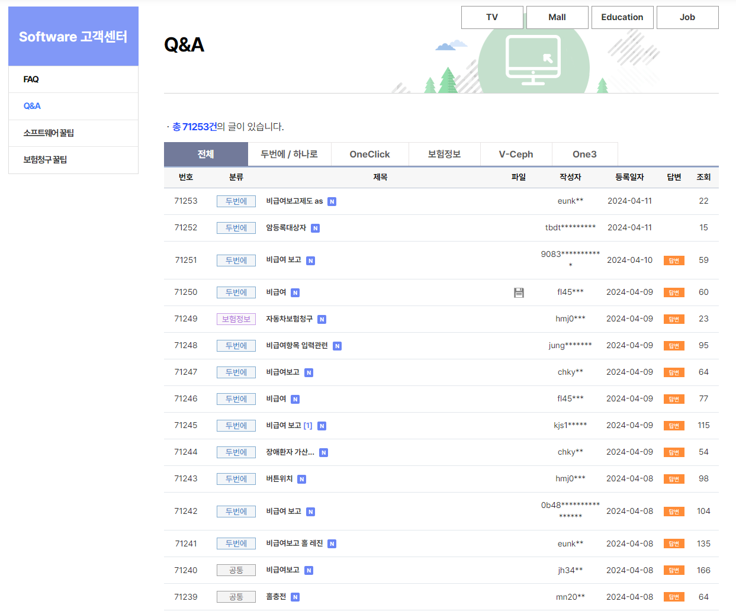 TV Mall Education Job
Software 고객센터
FAQ
Q&A
소프트웨어 꿀팁
보험청구 꿀팁
Q&A
· 총 71253건의 글이 있습니다.
전체 두번에 / 하나로 OneClick 보험정보 V-Ceph One3
번호 분류 제목 파일 작성자 등록일자 답변 조회
71253 두번에 비급여보고제도 as N eunk** 2024-04-11 22
71252 두번에 암등록대상자 N tbdt********* 2024-04-11 15
71251 두번에 비급여 보고 N 9083********** 2024-04-10 답변 59
*
71250 두번에 비급여 N fl45*** 2024-04-09 답변 60
71249 보험정보 자동차보험청구 N hmj0*** 2024-04-09 답변 23
71248 두번에 비급여항목 입력관련 N jung******* 2024-04-09 답변 95
71247 두번에 비급여보고 N chky** 2024-04-09 답변 64
71246 두번에 비급여 N fl45*** 2024-04-09 답변 77
71245 두번에 비급여 보고 [1] N kjs1***** 2024-04-09 답변 115
71244 두번에 장애환자 가산... N chky** 2024-04-09 답변 54
71243 두번에 버튼위치 N hmj0*** 2024-04-08 답변 98
71242 두번에 비급여 보고 N 0b48********** 2024-04-08 답변 104
******
71241 두번에 비급여보고 홀 레진 N eunk** 2024-04-08 답변 135
71240 공통 비급여보고 N jh34** 2024-04-08 답변 166
71239 공통 홀충전 N mn20** 2024-04-08 답변 64